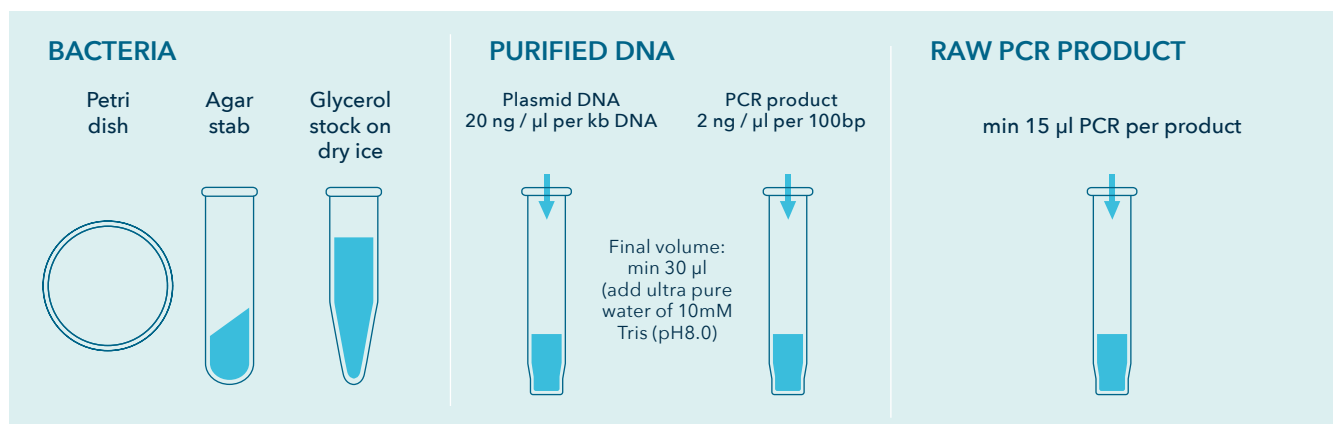 BACTERIA
Petri
dish
Agar
stab
Glycerol
stock on
dry ice
PURIFIED DNA
Plasmid DNA
20 ng / µl per kb DNA
PCR product
2 ng / µl per 100bp
Final volume:
min 30 µl
(add ultra pure
water of 10mM
Tris (pH8.0)
RAW PCR PRODUCT
min 15 µl PCR per product